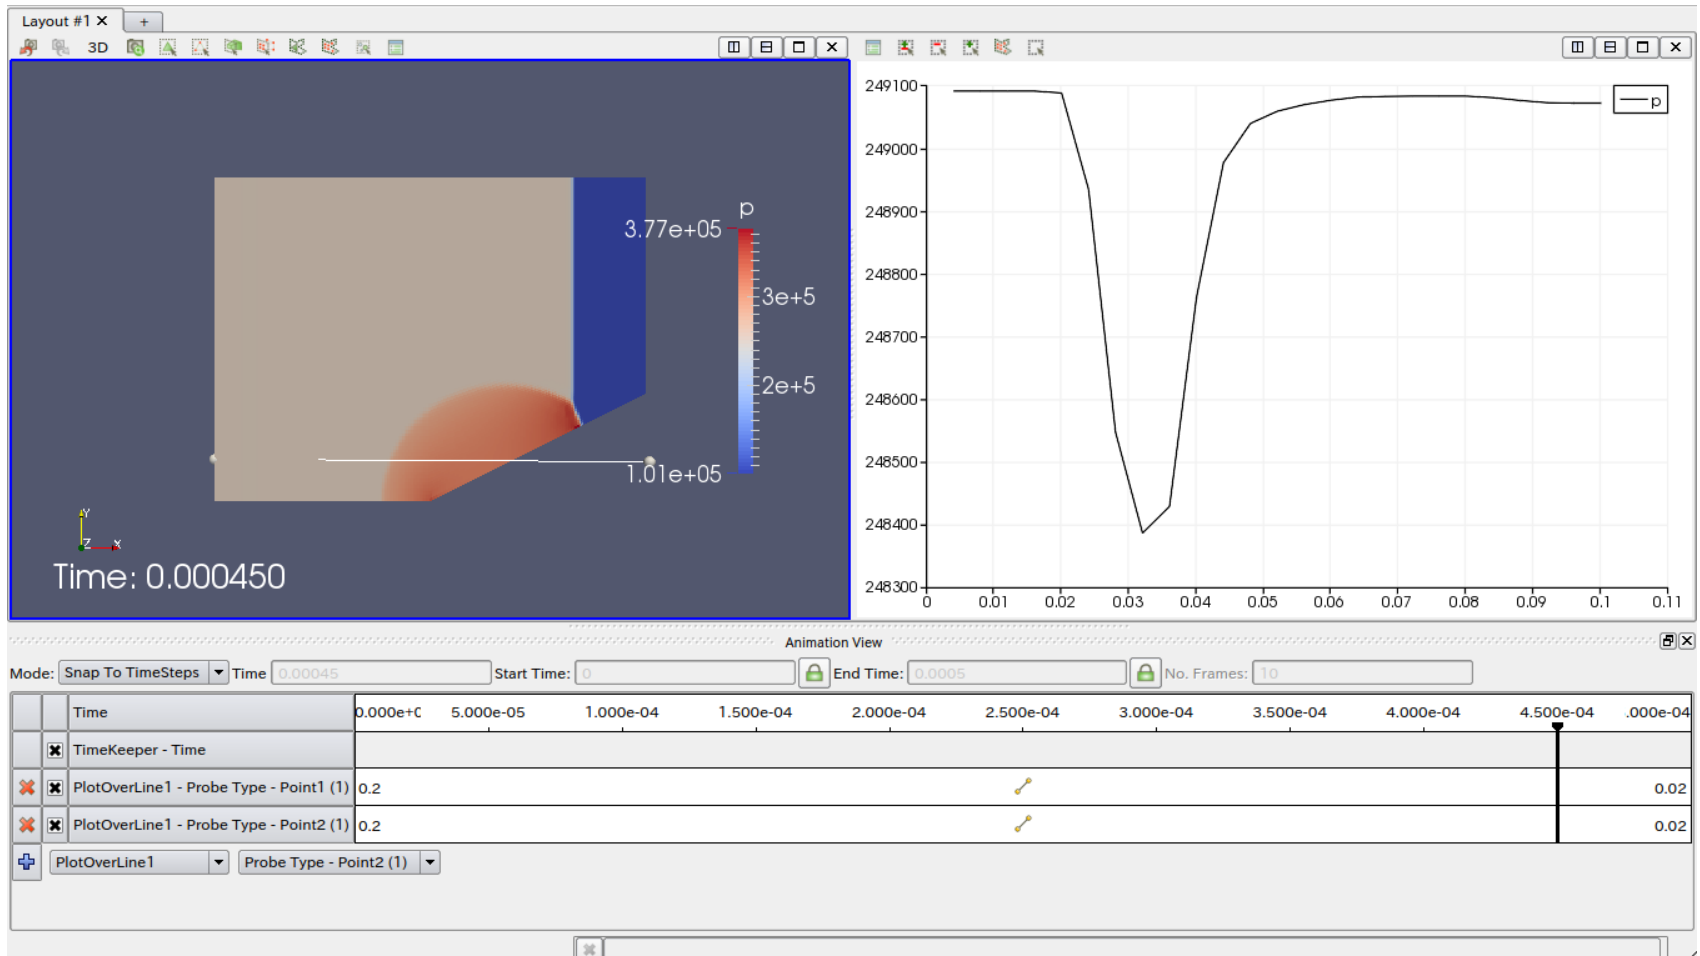 Layout #1
+
3D
p
3.77e+05
3e+5
2e+5
1.01e+05
Y
Z
X
Time: 0.000450
249100
249000
248900
248800
248700
248600
248500
248400
248300
0 0.01 0.02 0.03 0.04 0.05 0.06 0.07 0.08 0.09 0.1 0.11
p
Animation View
Mode: Snap To TimeSteps Time 0.00045 Start Time: 0 End Time: 0.0005 No. Frames: 10
Time 0.000e+0 5.000e-05 1.000e-04 1.500e-04 2.000e-04 2.500e-04 3.000e-04 3.500e-04 4.000e-04 4.500e-04 .000e-04
TimeKeeper - Time
PlotOverLine1 - Probe Type - Point1 (1) 0.2 0.02
PlotOverLine1 - Probe Type - Point2 (1) 0.2 0.02
PlotOverLine1 Probe Type - Point2 (1)